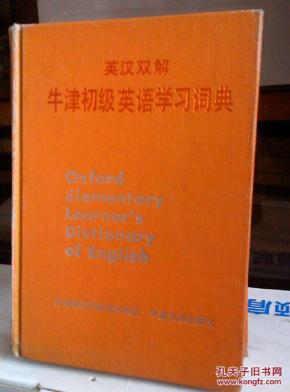 英汉双解
牛津初级英语学习词典
Oxford
Elementary
Learner's
Dictionary
of English
孔夫子旧书网